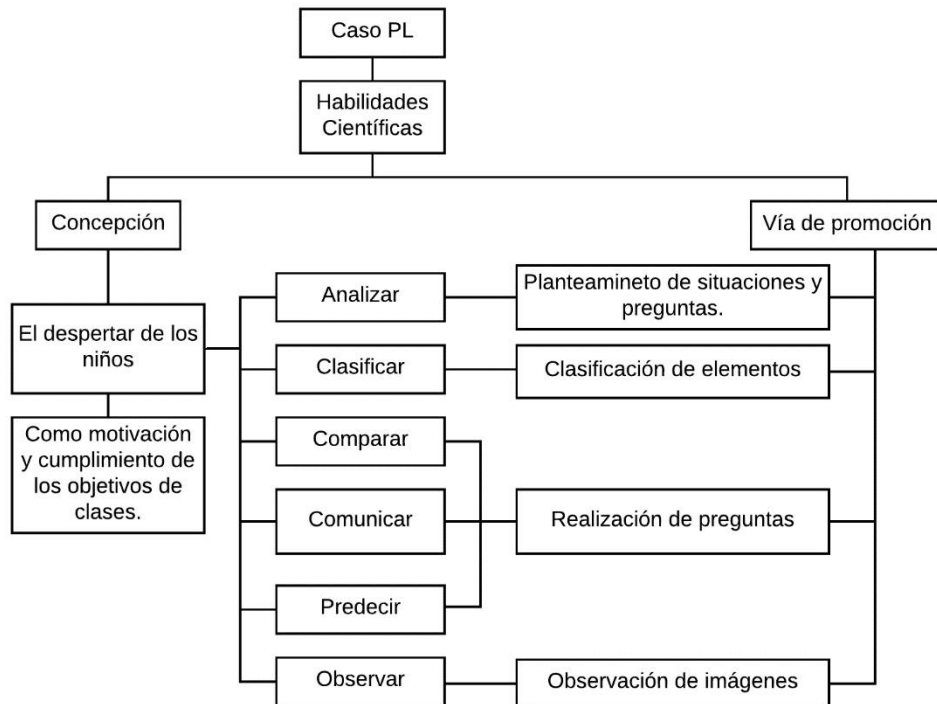 Caso PL
Habilidades
Científicas
Concepción
Vía de promoción
El despertar de los
niños
Como motivación
y cumplimiento de
los objetivos de
clases.
Analizar
Planteamineto de situaciones y
preguntas.
Clasificar
Clasificación de elementos
Comparar
Comunicar
Realización de preguntas
Predecir
Observar
Observación de imágenes